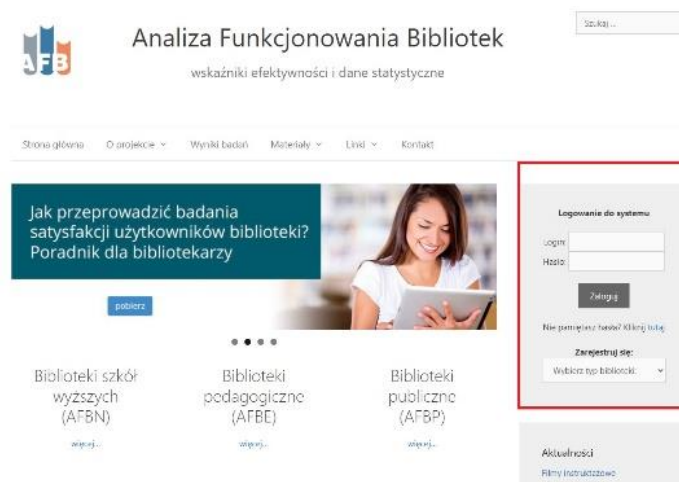 AFB
Analiza Funkcjonowania Bibliotek
wskaźniki efektywności i dane statystyczne
Szukaj ...
Strona główna O projekcie Wyniki badań Materiały Linki Kontakt
Jak przeprowadzić badania
satysfakcji użytkowników biblioteki?
Poradnik dla bibliotekarzy
pobierz
Biblioteki szkół
wyższych
(AFBN)
więcej...
Biblioteki
pedagogiczne
(AFBE)
więcej...
Biblioteki
publiczne
(AFBP)
więcej...
Logowanie do systemu
Login:
Hasło:
Zaloguj
Nie pamiętasz hasła? Kliknij tutaj
Zarejestruj się:
Wybierz typ biblioteki:
Aktualności
Filmy instruktażowe